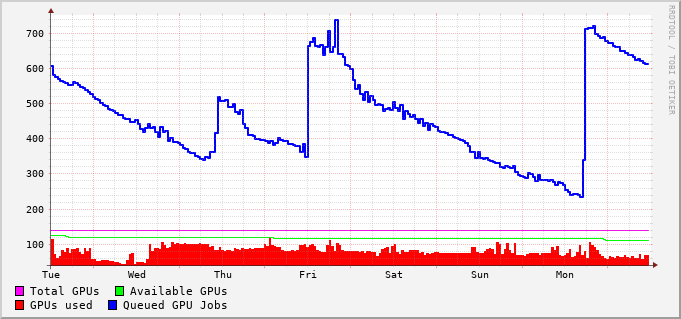 700
600
500
400
300
200
100
Tue Wed Thu Fri Sat Sun Mon
Total GPUs Available GPUs
GPUs used Queued GPU Jobs
RRDTOOL / TOBI OETIKER